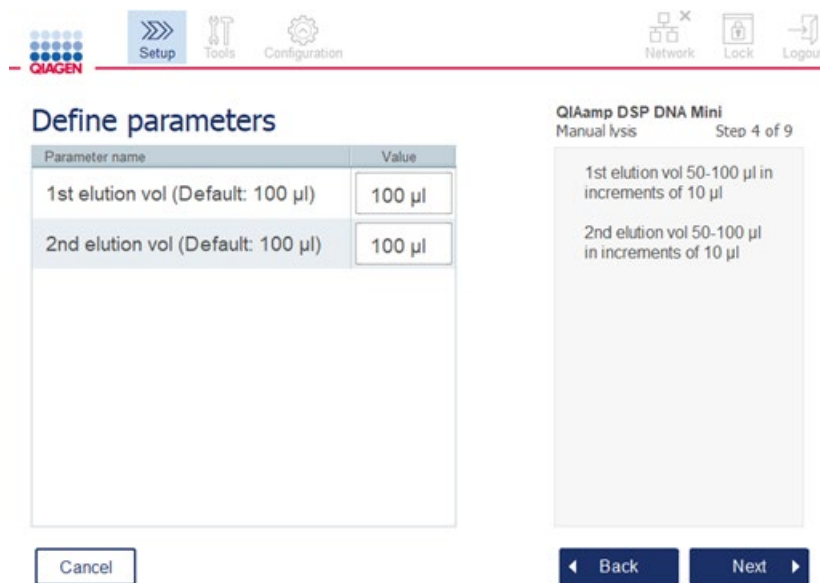 QIAGEN
Setup
Tools
Configuration
Network
Lock
Logout
Define parameters
Parameter name Value
1st elution vol (Default: 100 µl) 100 µl
2nd elution vol (Default: 100 µl) 100 µl
QIAamp DSP DNA Mini
Manual lysis Step 4 of 9
1st elution vol 50-100 µl in
increments of 10 µl
2nd elution vol 50-100 µl
in increments of 10 µl
Cancel
Back
Next